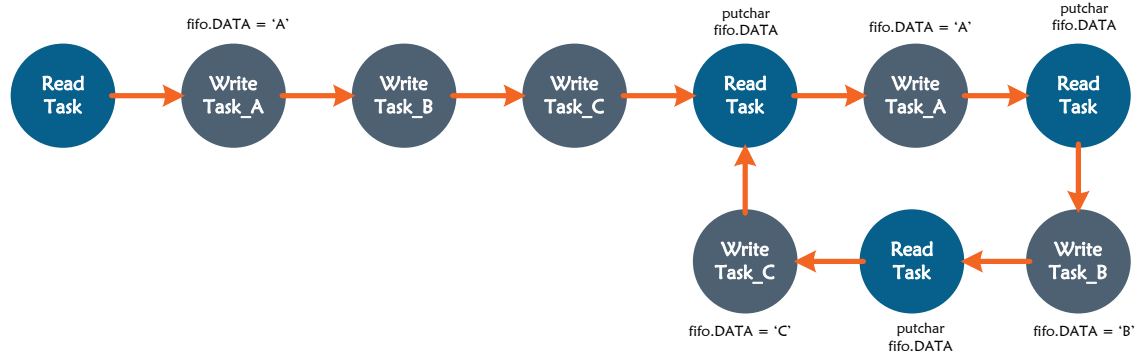 fifo.DATA = ‘A’
putchar
fifo.DATA
fifo.DATA = ‘A’
putchar
fifo.DATA
Read
Task
Write
Task_A
Write
Task_B
Write
Task_C
Read
Task
Write
Task_A
Read
Task
Write
Task_C
Read
Task
Write
Task_B
fifo.DATA = ‘C’
putchar
fifo.DATA
fifo.DATA = ‘B’